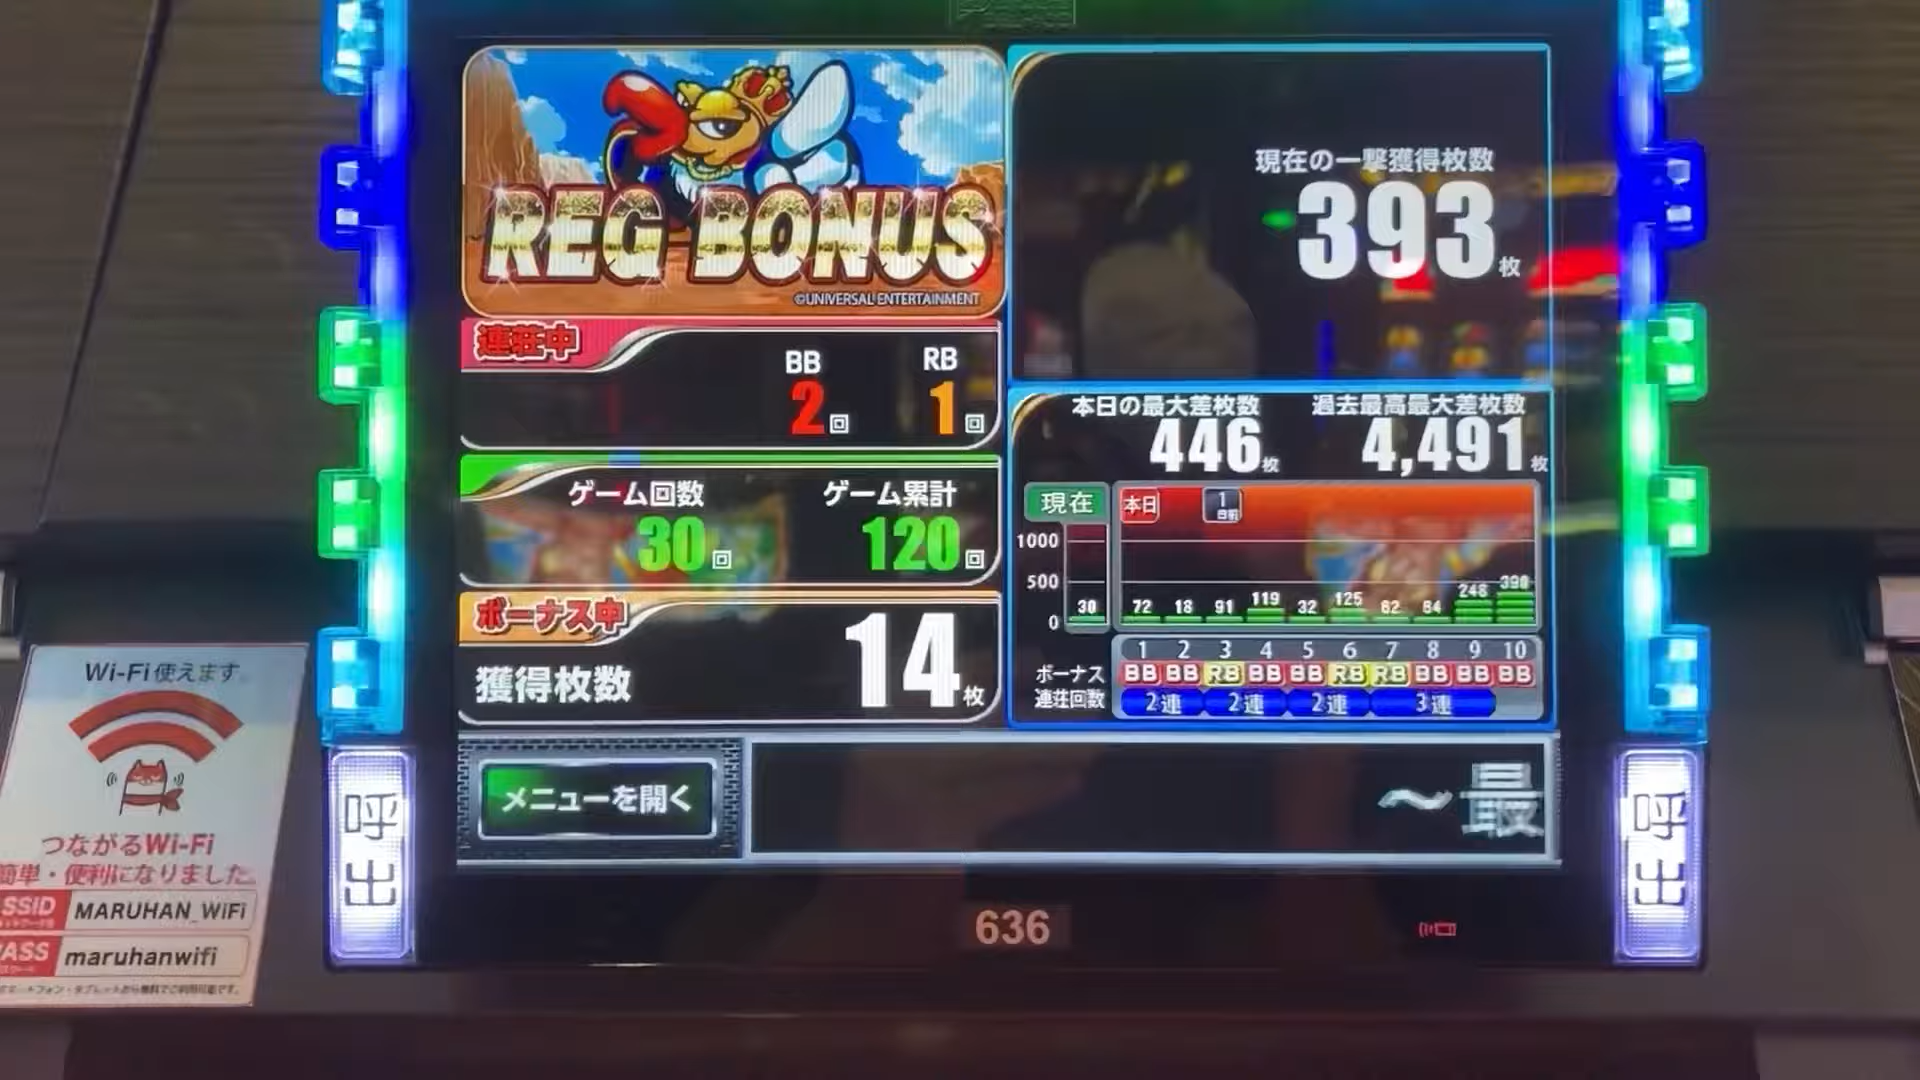 REG BONUS
©UNIVERSAL ENTERTAINMENT
現在の一撃獲得枚数
393枚
連荘中
BB
RB
2回
1回
ゲーム回数
ゲーム累計
30回
120回
ボーナス中
獲得枚数
14枚
本日の最大差枚数
過去最高最大差枚数
446枚
4,491枚
現在
本日
1日前
1000
500
0
30
72 18 91 119 32 125 62 64 248 398
1 2 3 4 5 6 7 8 9 10
ボーナス
BB BB RB BB BB RB RB BB BB BB
連荘回数
2連 2連 2連 3連
メニューを開く
～最
呼出
呼出
636
Wi-Fi使えます。
つながるWi-Fi
簡単・便利になりました。
SSID
MARUHAN_WiFi
PASS
maruhanwifi